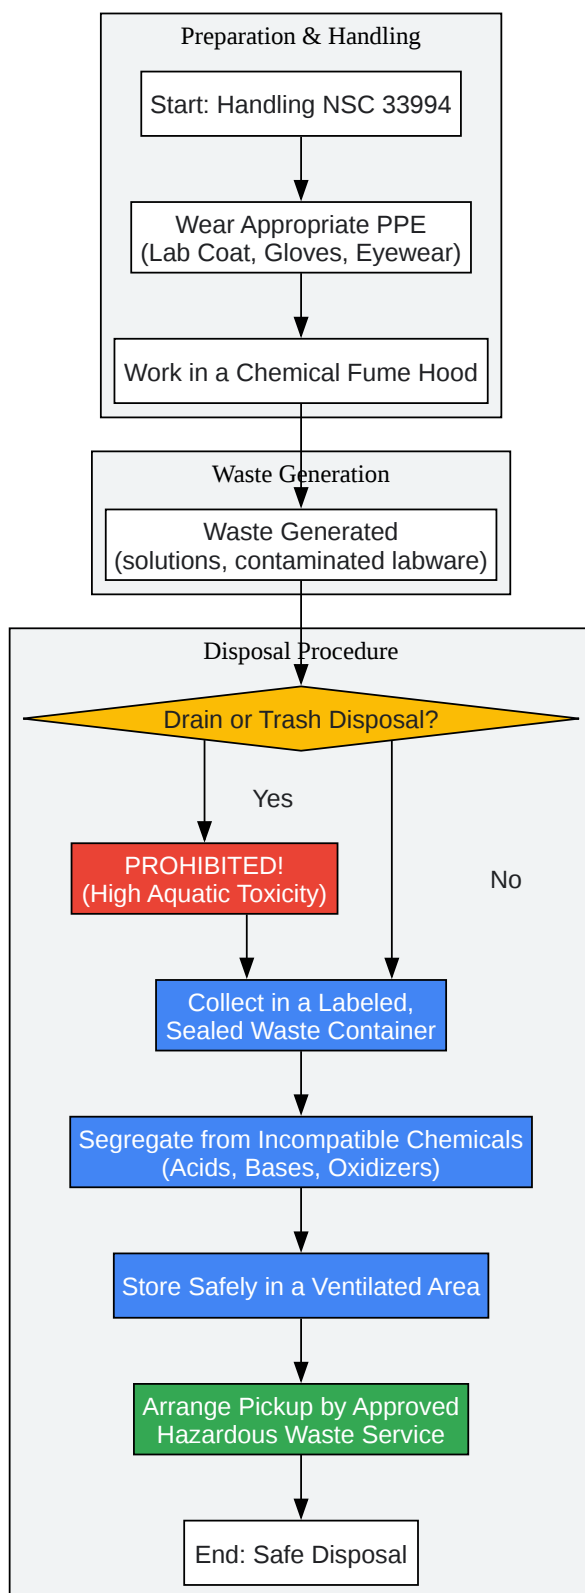 Preparation & Handling
Start: Handling NSC 33994
Wear Appropriate PPE
(Lab Coat, Gloves, Eyewear)
Work in a Chemical Fume Hood
Waste Generation
Waste Generated
(solutions, contaminated labware)
Disposal Procedure
Drain or Trash Disposal?
Yes
PROHIBITED!
(High Aquatic Toxicity)
No
Collect in a Labeled,
Sealed Waste Container
Segregate from Incompatible Chemicals
(Acids, Bases, Oxidizers)
Store Safely in a Ventilated Area
Arrange Pickup by Approved
Hazardous Waste Service
End: Safe Disposal